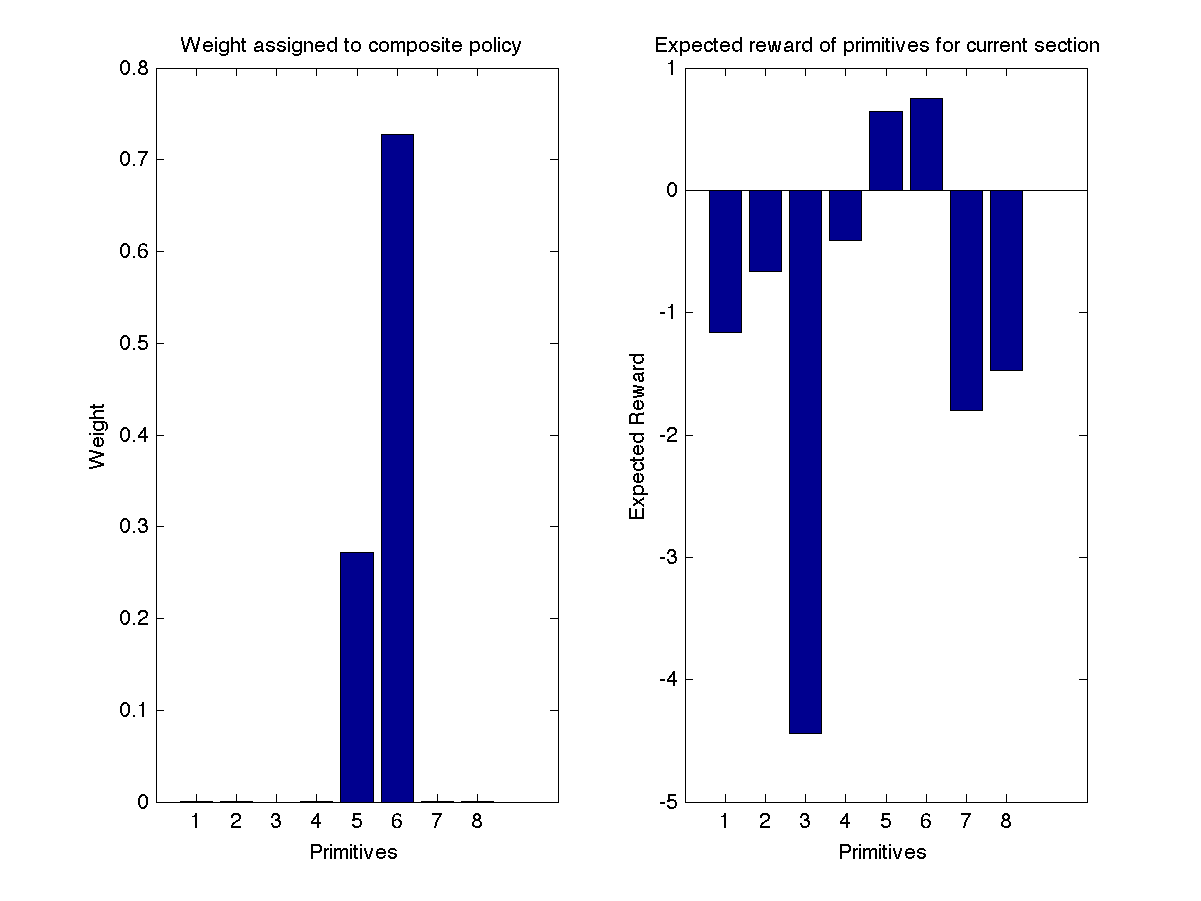 Weight assigned to composite policy
0.8
0.7
0.6
0.5
0.4
0.3
0.2
0.1
0
Weight
1 2 3 4 5 6 7 8
Primitives
Expected reward of primitives for current section
1
0
-1
-2
-3
-4
-5
Expected Reward
1 2 3 4 5 6 7 8
Primitives